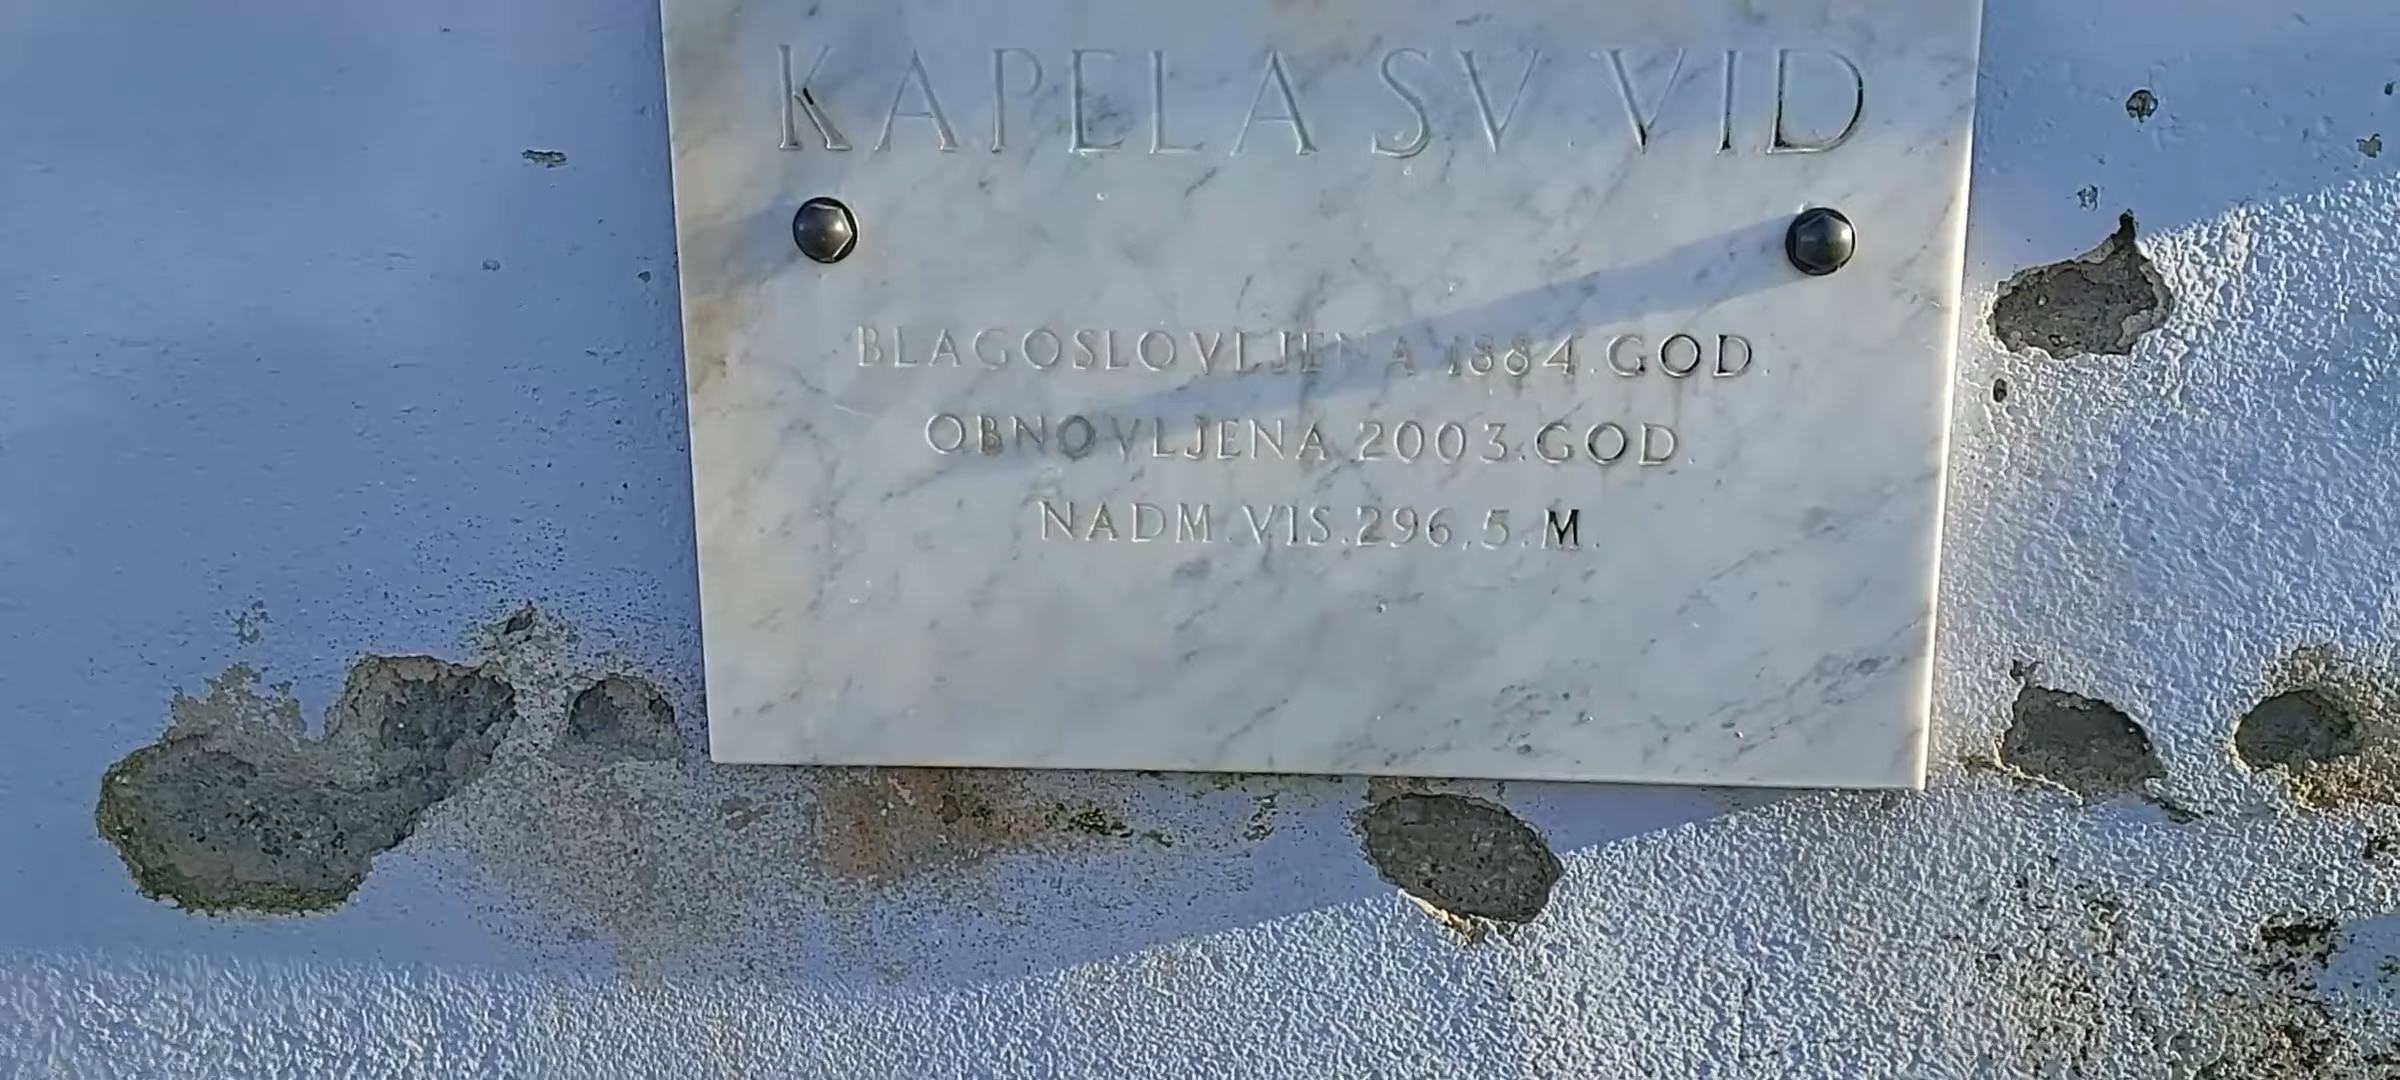 KAPELA SV. VID
BLAGOSLOVLJENA 1884. GOD.
OBNOVLJENA 2003. GOD.
NADM. VIS. 296,5. M.